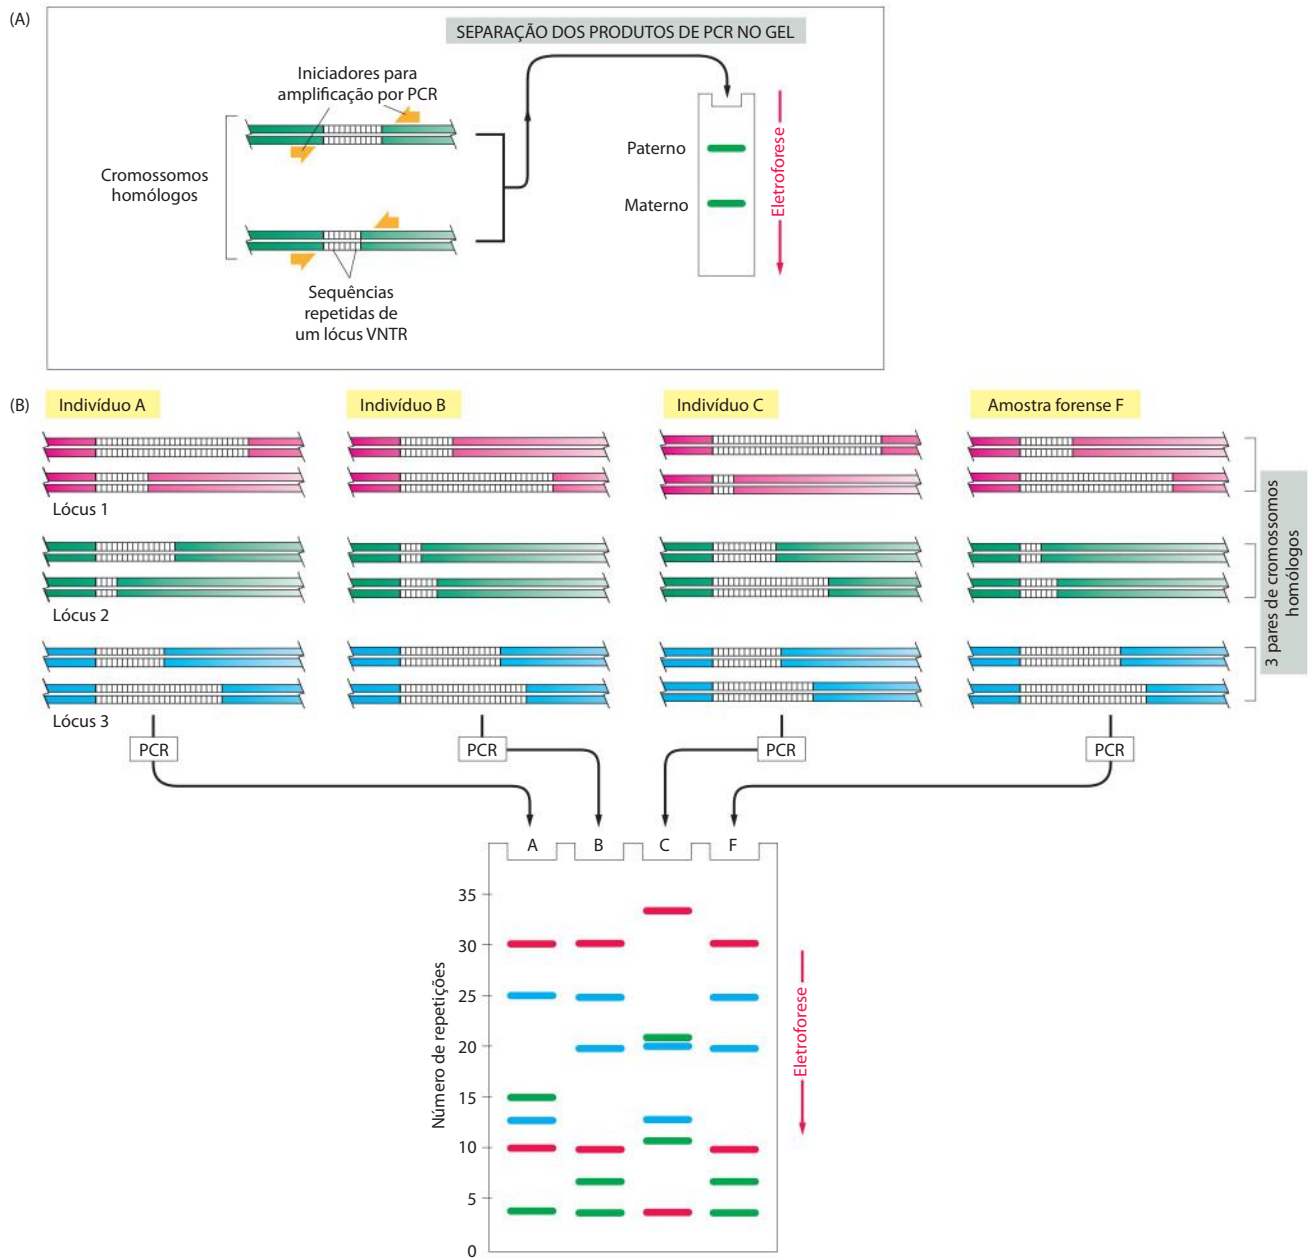 (A)
SEPARAÇÃO DOS PRODUTOS DE PCR NO GEL
Iniciadores para
amplificação por PCR
Cromossomos
homólogos
Sequências
repetidas de
um lócus VNTR
Paterno
Materno
Eletroforese
(B)
Indivíduo A
Indivíduo B
Indivíduo C
Amostra forense F
Lócus 1
Lócus 2
Lócus 3
3 pares de cromossomos
homólogos
PCR
PCR
PCR
PCR
A
B
C
F
Número de repetições
35
30
25
20
15
10
5
0
Eletroforese